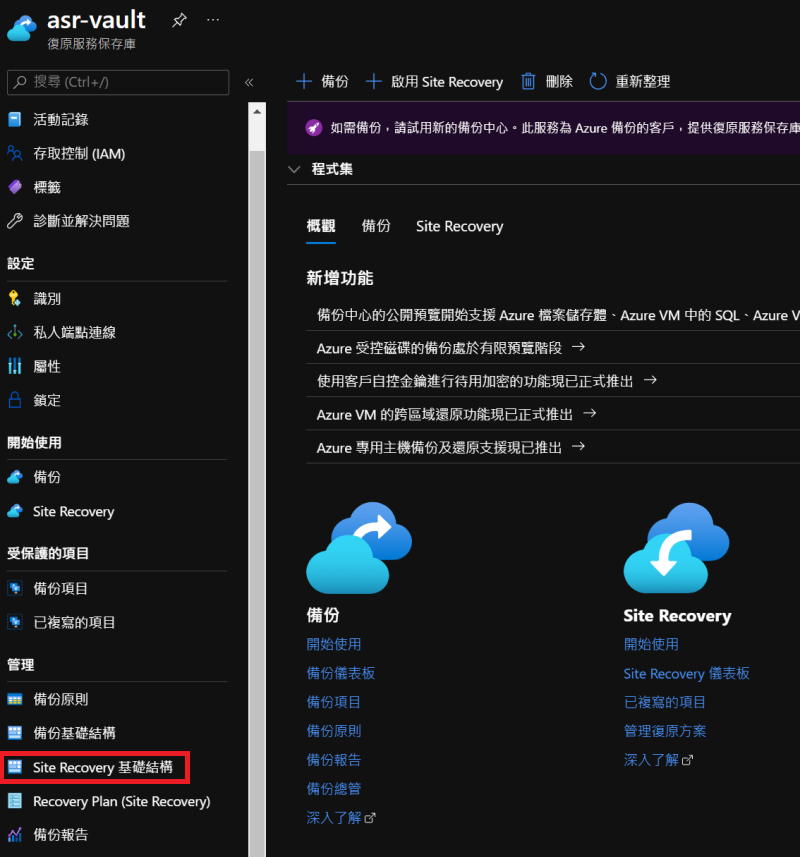 asr-vault
復原服務保存庫
搜尋 (Ctrl+/)
活動記錄
存取控制 (IAM)
標籤
診斷並解決問題
設定
識別
私人端點連線
屬性
鎖定
開始使用
備份
Site Recovery
受保護的項目
備份項目
已複寫的項目
管理
備份原則
備份基礎結構
Site Recovery 基礎結構
Recovery Plan (Site Recovery)
備份報告
備份 啟用 Site Recovery 刪除 重新整理
如需備份，請試用新的備份中心。此服務為 Azure 備份的客戶，提供復原服務保存庫
程式集
概觀 備份 Site Recovery
新增功能
備份中心的公開預覽開始支援 Azure 檔案儲存體、Azure VM 中的 SQL、Azure V
Azure 受控磁碟的備份處於有限預覽階段 →
使用客戶自控金鑰進行待用加密的功能現已正式推出 →
Azure VM 的跨區域還原功能現已正式推出 →
Azure 專用主機備份及還原支援現已推出 →
備份
開始使用
備份儀表板
備份項目
備份原則
備份報告
備份總管
深入了解
Site Recovery
開始使用
Site Recovery 儀表板
已複寫的項目
管理復原方案
深入了解